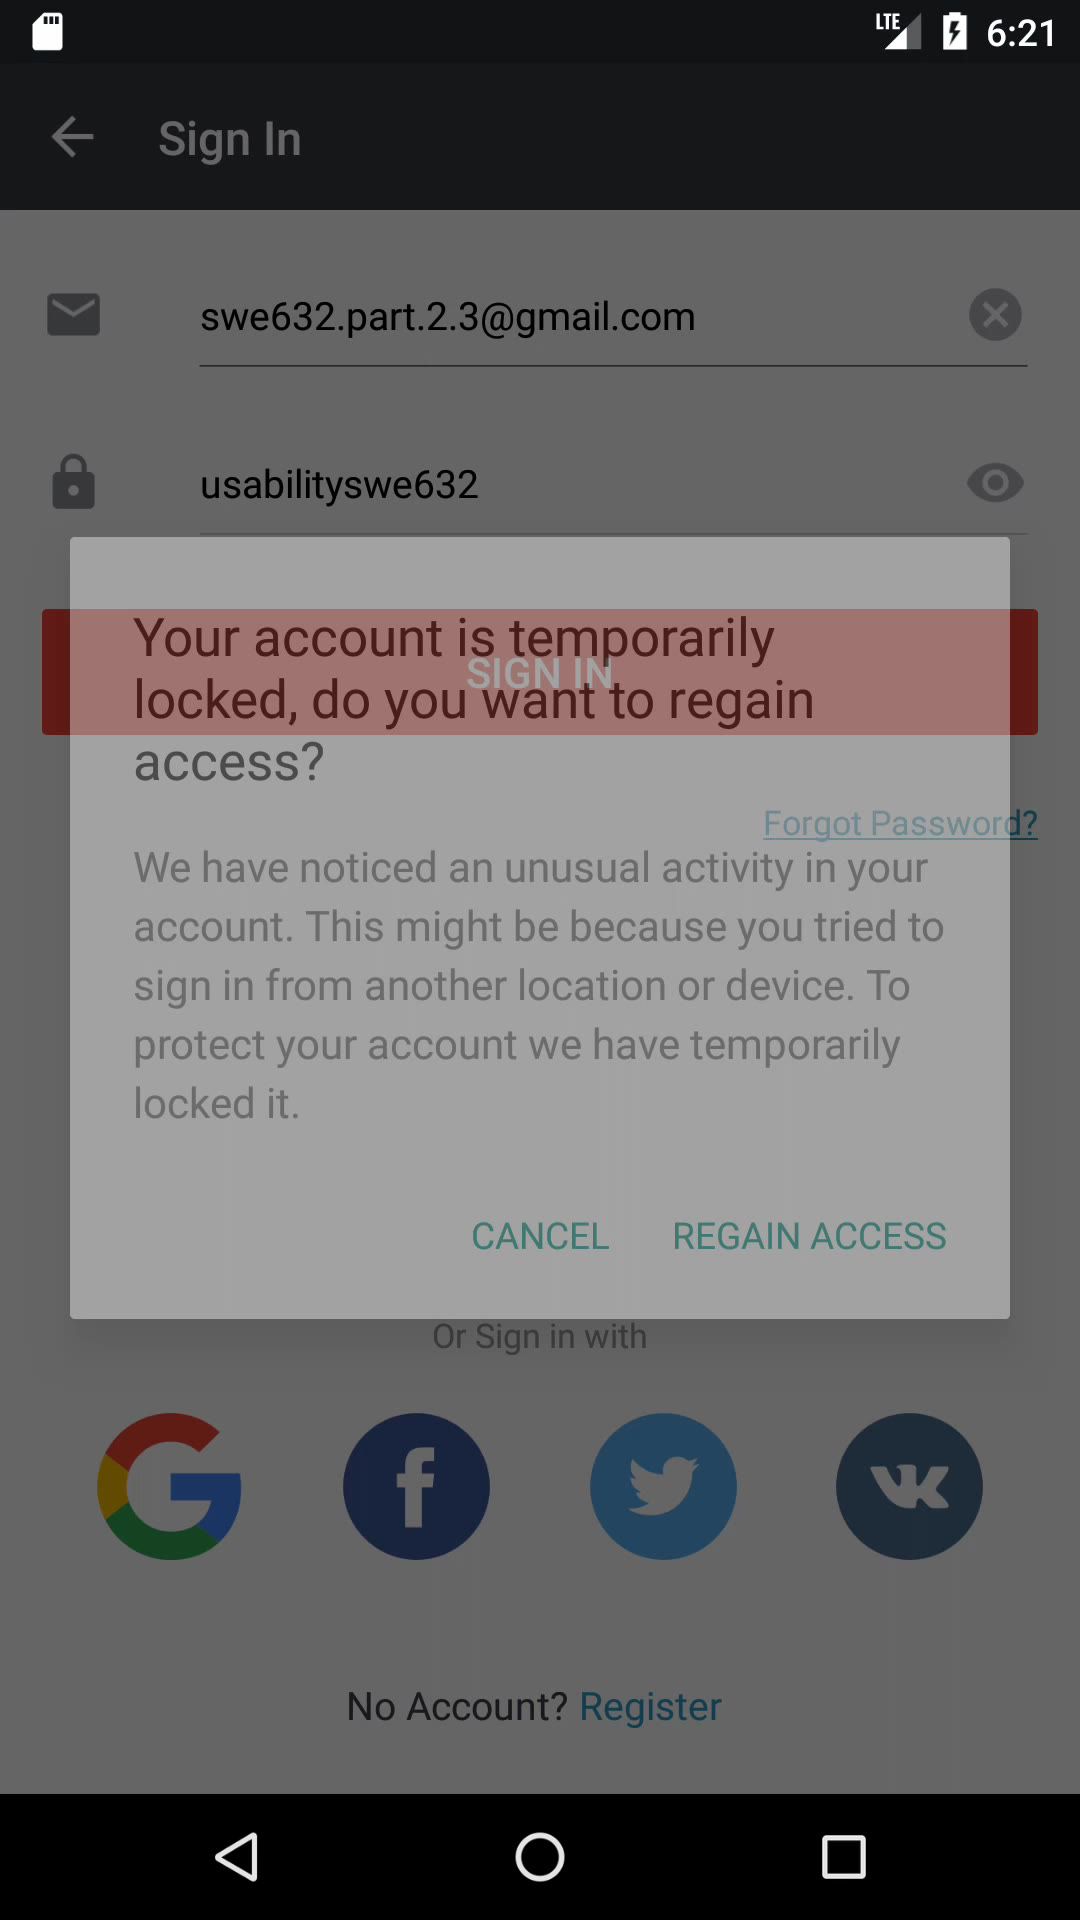 LTE 6:21
Sign In
swe632.part.2.3@gmail.com
usabilityswe632
Your account is temporarily
SIGN IN
locked, do you want to regain
access?
Forgot Password?
We have noticed an unusual activity in your
account. This might be because you tried to
sign in from another location or device. To
protect your account we have temporarily
locked it.
CANCEL REGAIN ACCESS
Or Sign in with
No Account? Register